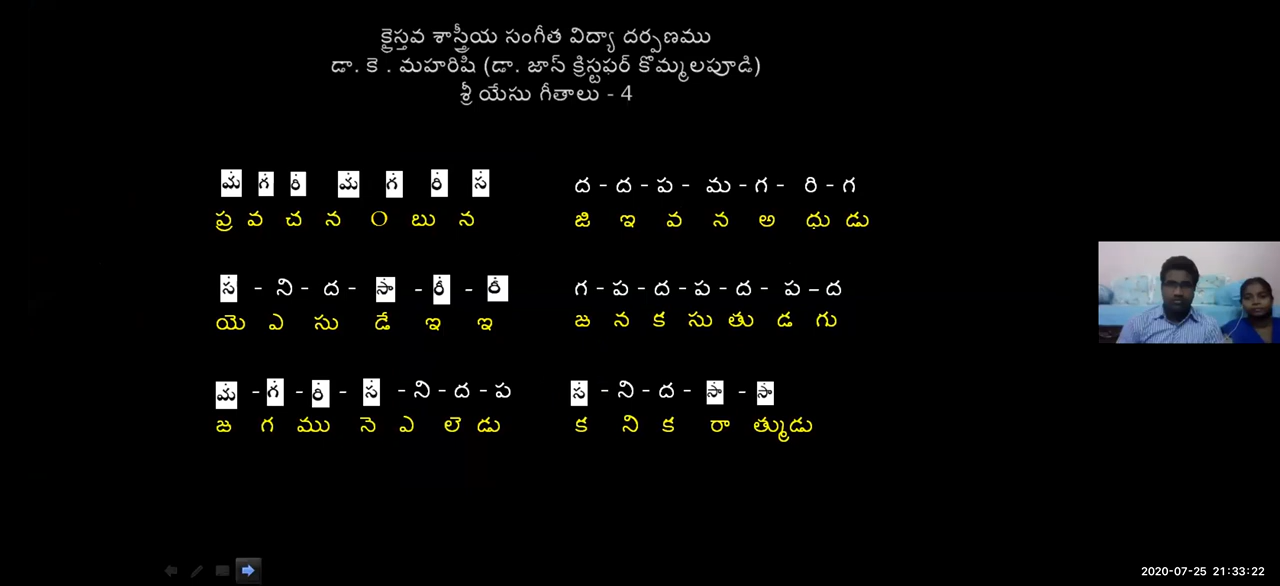 క్రైస్తవ శాస్త్రీయ సంగీత విద్యా దర్పణము
డా. కె . మహరిషి (డా. జాస్ క్రిస్టఫర్ కొమ్మలపూడి)
శ్రీ యేసు గీతాలు - 4
మ గ రి మ గ రి స ద - ద - ప - మ - గ - రి - గ
ప్ర వ చ న ం బు న జి ఇ వ న అ ధు డు
స - ని - ద - సా - రీ - రీ గ - ప - ద - ప - ద - ప – ద
యె ఎ సు డే ఇ ఇ జ న క సు తు డ గు
మ - గ - రి - స - ని - ద - ప స - ని - ద - సా - సా
జ గ ము నె ఎ లె డు క ని క రా త్ముడు
2020-07-25 21:33:22